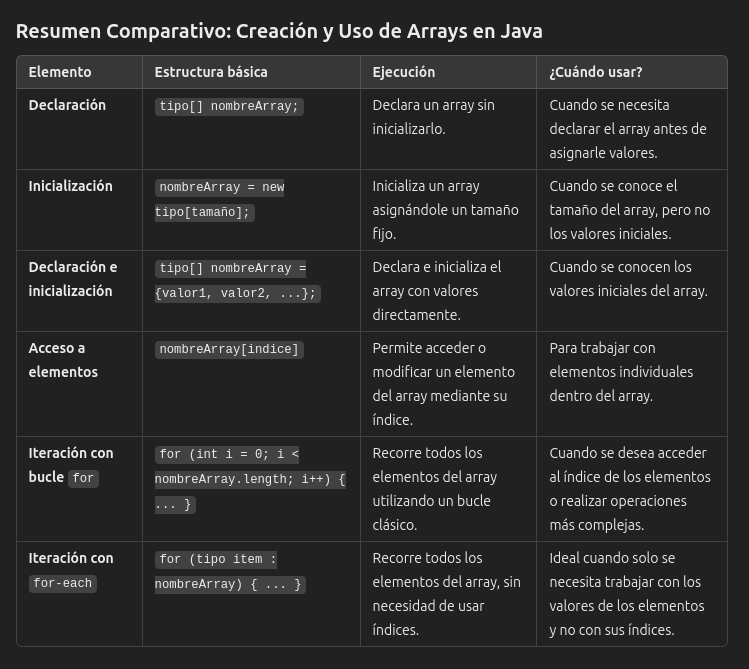 Resumen Comparativo: Creación y Uso de Arrays en Java
Elemento Estructura básica Ejecución ¿Cuándo usar?
Declaración tipo[] nombreArray; Declara un array sin Cuando se necesita
inicializarlo. declarar el array antes de
asignarle valores.
Inicialización nombreArray = new Inicializa un array Cuando se conoce el
tipo[tamaño]; asignándole un tamaño tamaño del array, pero no
fijo. los valores iniciales.
Declaración e tipo[] nombreArray = Declara e inicializa el Cuando se conocen los
inicialización {valor1, valor2, ...}; array con valores valores iniciales del array.
directamente.
Acceso a nombreArray[indice] Permite acceder o Para trabajar con
elementos modificar un elemento elementos individuales
del array mediante su dentro del array.
índice.
Iteración con for (int i = 0; i < Recorre todos los Cuando se desea acceder
bucle for nombreArray.length; i++) { elementos del array al índice de los elementos
... } utilizando un bucle o realizar operaciones
clásico. más complejas.
Iteración con for (tipo item : Recorre todos los Ideal cuando solo se
for-each nombreArray) { ... } elementos del array, sin necesita trabajar con los
necesidad de usar valores de los elementos
índices. y no con sus índices.